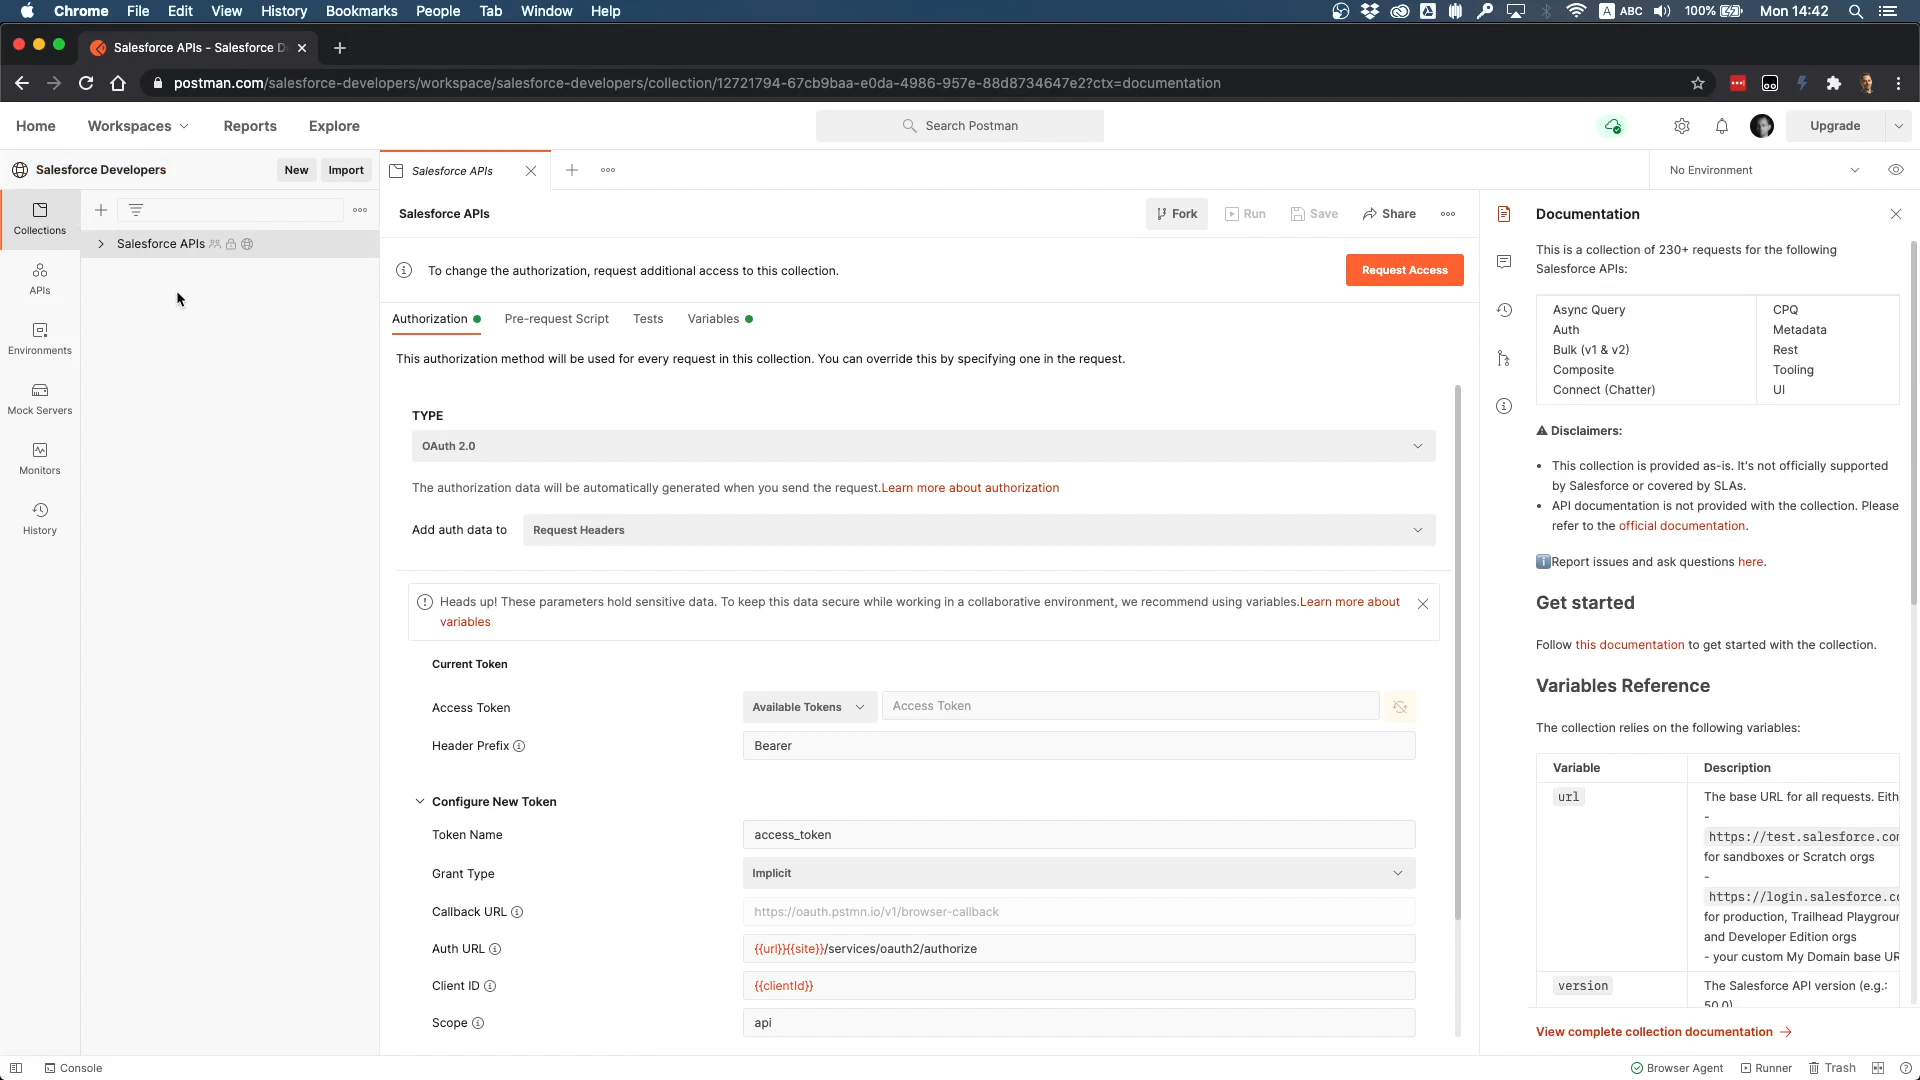 Chrome File Edit View History Bookmarks People Tab Window Help
A ABC 100% Mon 14:42
Salesforce APIs - Salesforce D
postman.com/salesforce-developers/workspace/salesforce-developers/collection/12721794-67cb9baa-e0da-4986-957e-88d8734647e2?ctx=documentation
Home Workspaces Reports Explore
Search Postman
Upgrade
Salesforce Developers New Import
Salesforce APIs
No Environment
Collections
Salesforce APIs
APIs
Environments
Mock Servers
Monitors
History
Salesforce APIs
Fork Run Save Share
To change the authorization, request additional access to this collection.
Request Access
Authorization Pre-request Script Tests Variables
This authorization method will be used for every request in this collection. You can override this by specifying one in the request.
TYPE
OAuth 2.0
The authorization data will be automatically generated when you send the request.Learn more about authorization
Add auth data to Request Headers
Heads up! These parameters hold sensitive data. To keep this data secure while working in a collaborative environment, we recommend using variables.Learn more about
variables
Current Token
Access Token Available Tokens Access Token
Header Prefix Bearer
Configure New Token
Token Name access_token
Grant Type Implicit
Callback URL https://oauth.pstmn.io/v1/browser-callback
Auth URL {{url}}{{site}}/services/oauth2/authorize
Client ID {{clientId}}
Scope api
Documentation
This is a collection of 230+ requests for the following
Salesforce APIs:
Async Query CPQ
Auth Metadata
Bulk (v1 & v2) Rest
Composite Tooling
Connect (Chatter) UI
Disclaimers:
• This collection is provided as-is. It's not officially supported
by Salesforce or covered by SLAs.
• API documentation is not provided with the collection. Please
refer to the official documentation.
Report issues and ask questions here.
Get started
Follow this documentation to get started with the collection.
Variables Reference
The collection relies on the following variables:
Variable Description
url The base URL for all requests. Eith
-
https://test.salesforce.com
for sandboxes or Scratch orgs
-
https://login.salesforce.co
for production, Trailhead Playgroun
and Developer Edition orgs
- your custom My Domain base UR
version The Salesforce API version (e.g.:
50.0)
View complete collection documentation →
Console
Browser Agent Runner Trash